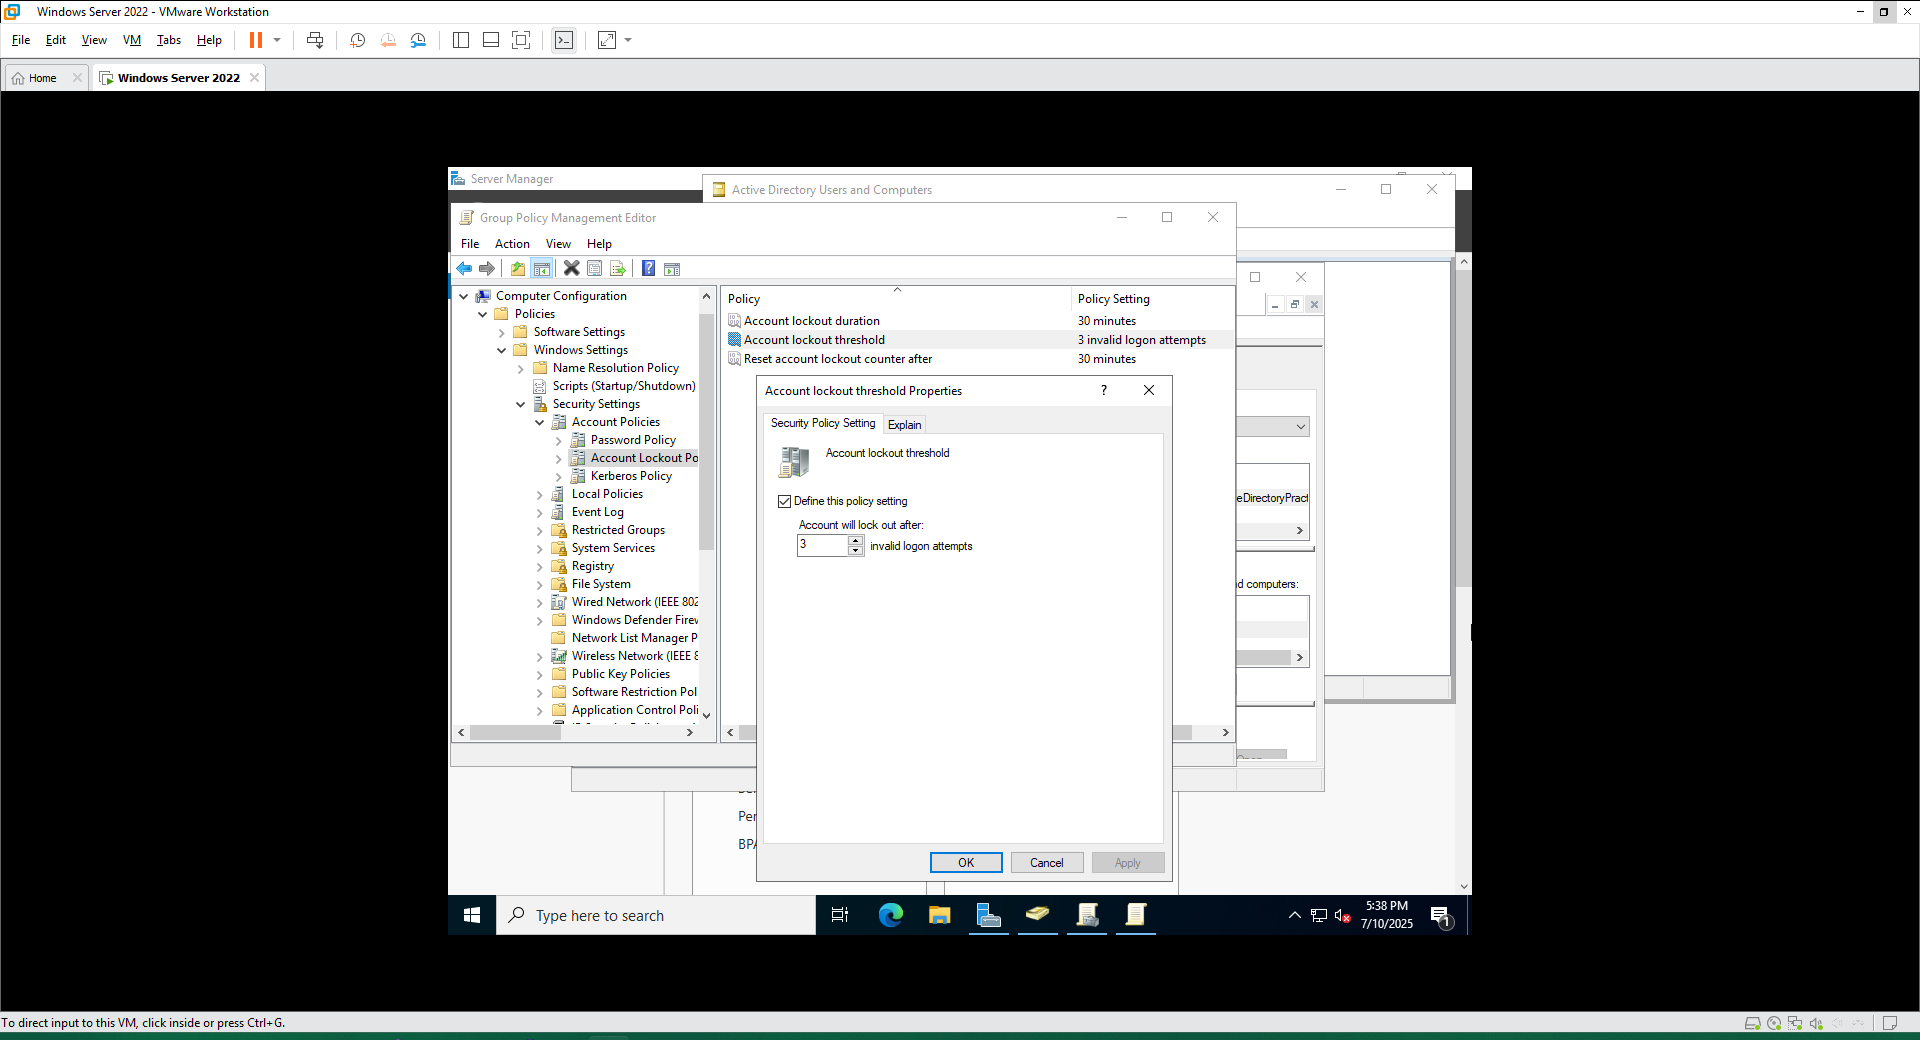 Windows Server 2022 - VMware Workstation
File Edit View VM Tabs Help
Home
Windows Server 2022
Server Manager
Active Directory Users and Computers
Group Policy Management Editor
File Action View Help
Computer Configuration
Policies
Software Settings
Windows Settings
Name Resolution Policy
Scripts (Startup/Shutdown)
Security Settings
Account Policies
Password Policy
Account Lockout Po
Kerberos Policy
Local Policies
Event Log
Restricted Groups
System Services
Registry
File System
Wired Network (IEEE 802
Windows Defender Firew
Network List Manager P
Wireless Network (IEEE 8
Public Key Policies
Software Restriction Pol
Application Control Poli
Policy Policy Setting
Account lockout duration 30 minutes
Account lockout threshold 3 invalid logon attempts
Reset account lockout counter after 30 minutes
Account lockout threshold Properties ?
Security Policy Setting Explain
Account lockout threshold
Define this policy setting
Account will lock out after:
3 invalid logon attempts
OK Cancel Apply
eDirectoryPract
d computers:
Per
BPA
Type here to search
5:38 PM
7/10/2025
1
To direct input to this VM, click inside or press Ctrl+G.